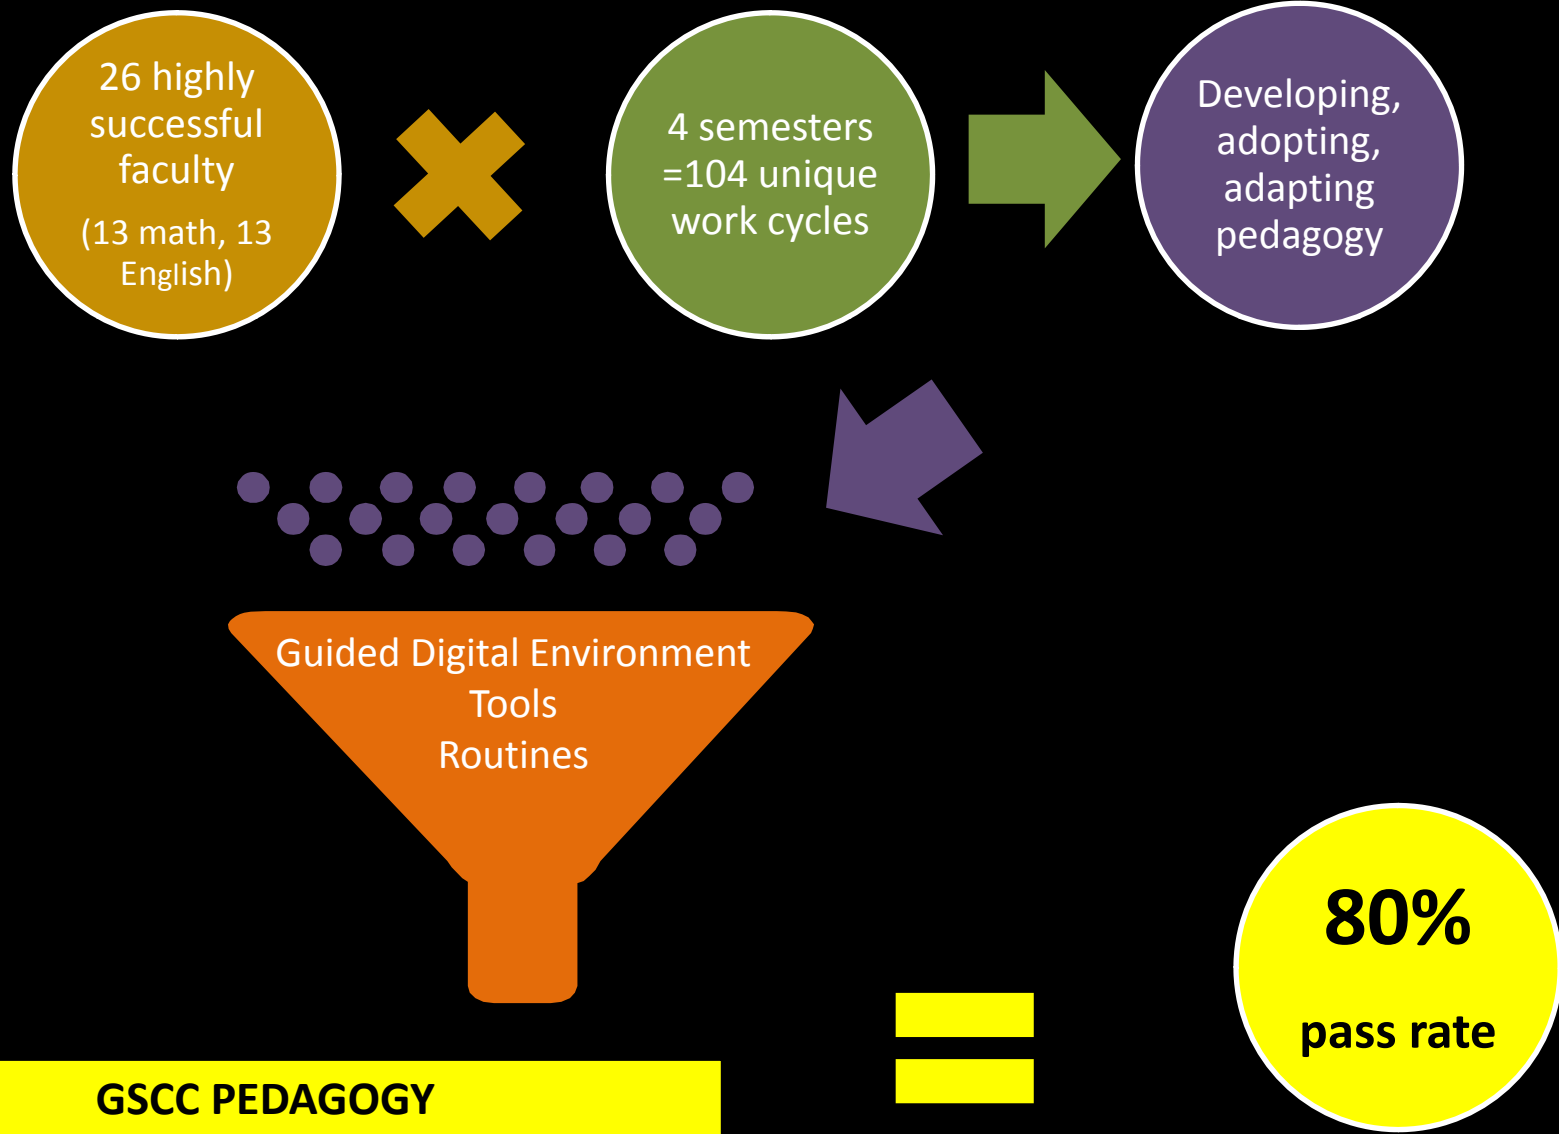 26 highly
successful
faculty
(13 math, 13
English)
4 semesters
=104 unique
work cycles
Developing,
adopting,
adapting
pedagogy
Guided Digital Environment
Tools
Routines
80%
pass rate
GSCC PEDAGOGY